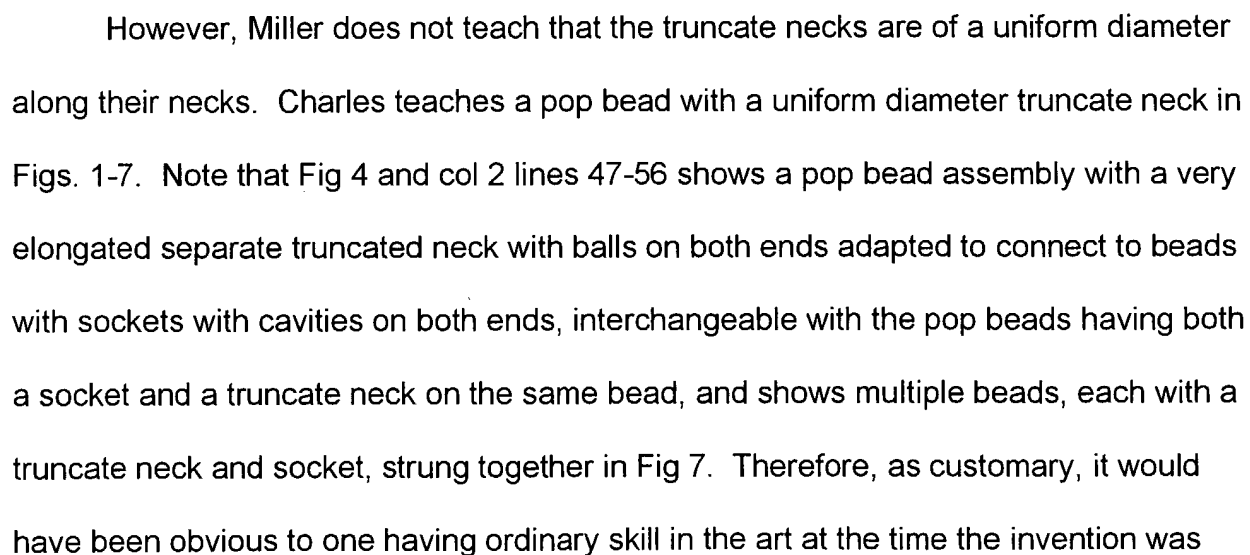 However, Miller does not teach that the truncate necks are of a uniform diameter
along their necks. Charles teaches a pop bead with a uniform diameter truncate neck in
Figs. 1-7. Note that Fig 4 and col 2 lines 47-56 shows a pop bead assembly with a very
elongated separate truncated neck with balls on both ends adapted to connect to beads
with sockets with cavities on both ends, interchangeable with the pop beads having both
a socket and a truncate neck on the same bead, and shows multiple beads, each with a
truncate neck and socket, strung together in Fig 7. Therefore, as customary, it would
have been obvious to one having ordinary skill in the art at the time the invention was